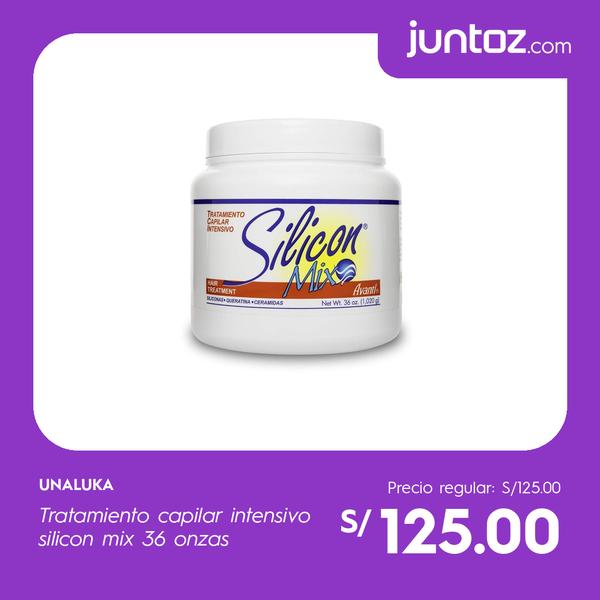 juntoz.com
TRATAMIENTO
CAPILAR
INTENSIVO
Silicon®
Mix
HAIR
TREATMENT
Avanti
SILICONAS • QUERATINA • CERAMIDAS
Net Wt. 36 oz. (1,020 g)
UNALUKA
Tratamiento capilar intensivo
silicon mix 36 onzas
Precio regular: S/125.00
S/125.00